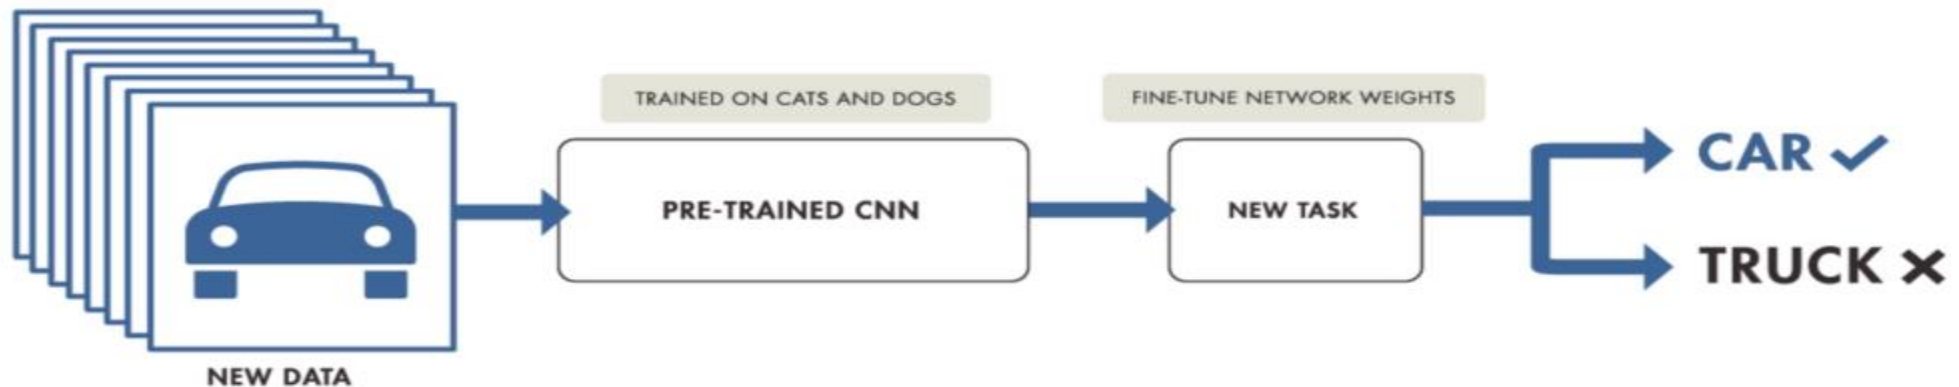 TRAINED ON CATS AND DOGS
FINE-TUNE NETWORK WEIGHTS
PRE-TRAINED CNN
NEW TASK
CAR
TRUCK
NEW DATA